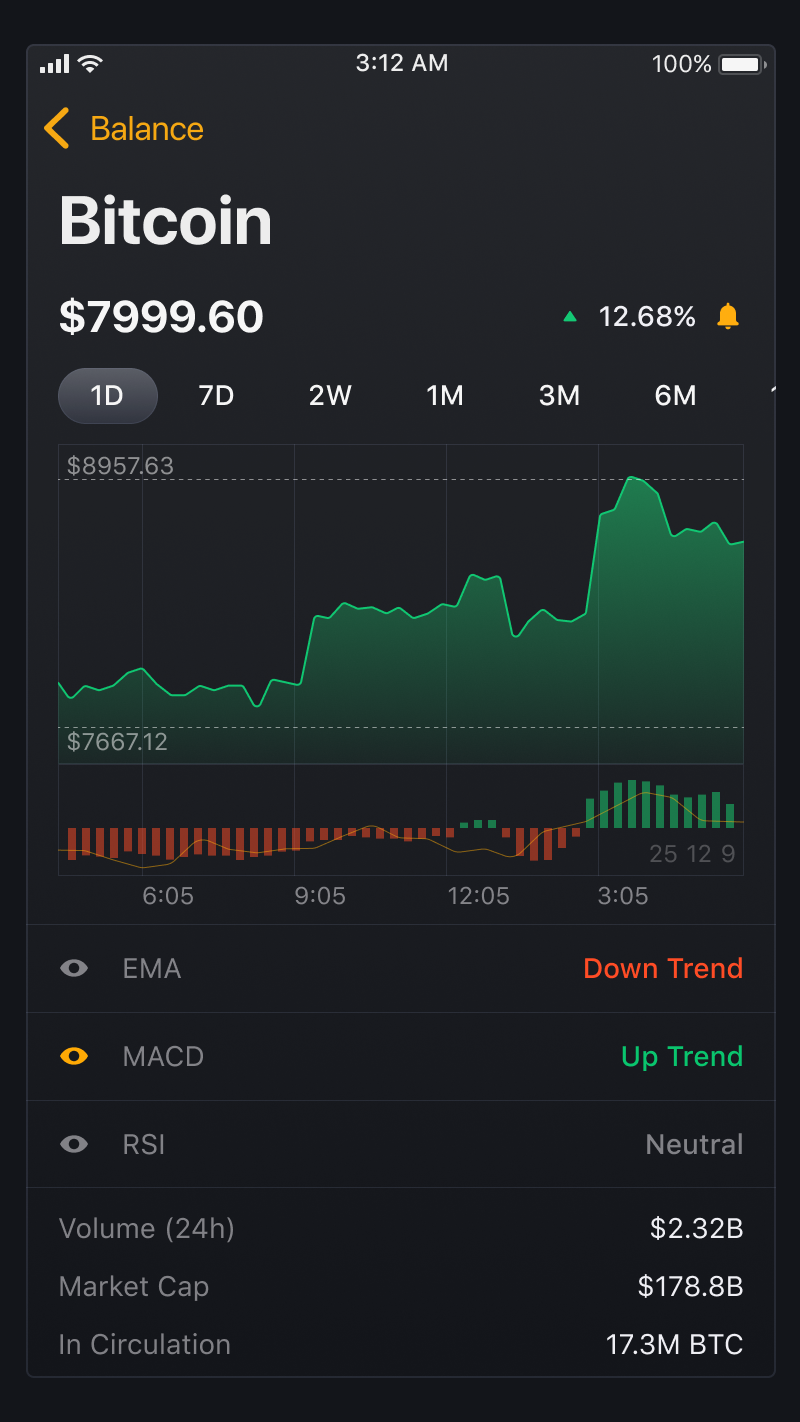 3:12 AM 100%
Balance
Bitcoin
$7999.60 12.68%
1D 7D 2W 1M 3M 6M
$8957.63
$7667.12
25 12 9
6:05 9:05 12:05 3:05
EMA Down Trend
MACD Up Trend
RSI Neutral
Volume (24h) $2.32B
Market Cap $178.8B
In Circulation 17.3M BTC